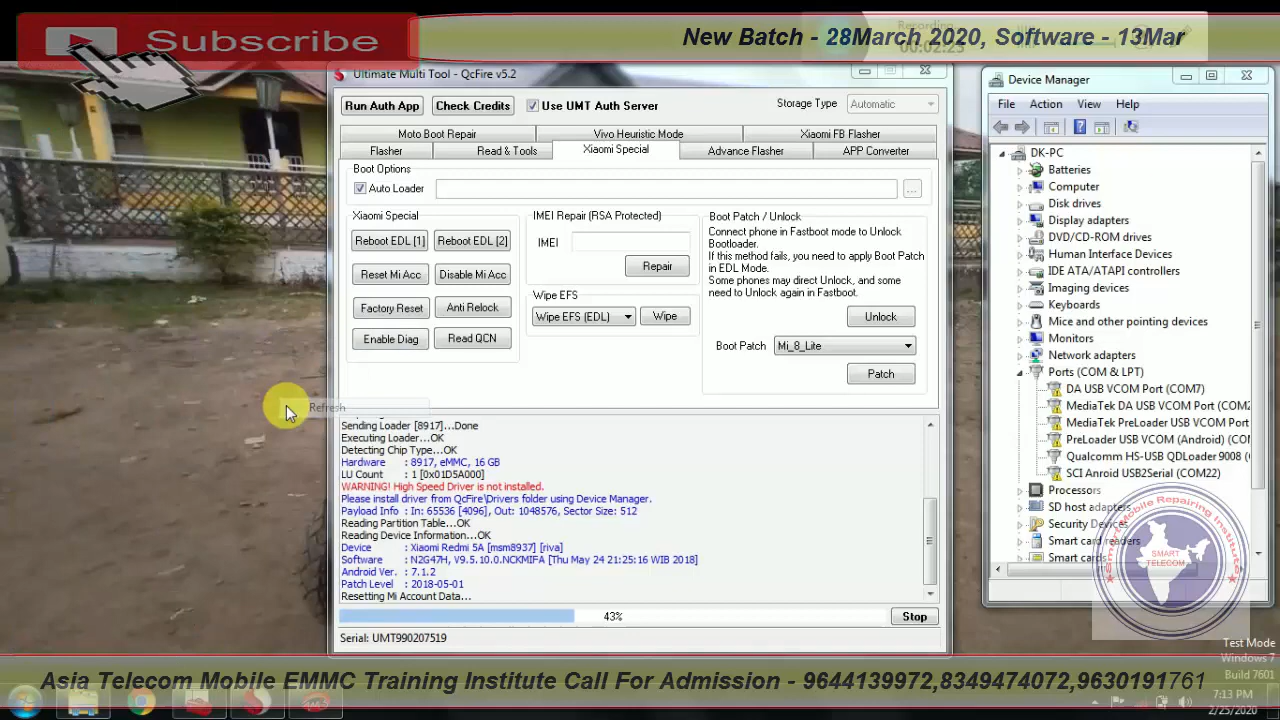 Subscribe
New Batch - 28March 2020, Software - 13Mar
Recording
00:02:23
Ultimate Multi Tool - QcFire v5.2
Run Auth App
Check Credits
Use UMT Auth Server
Storage Type
Automatic
Moto Boot Repair
Vivo Heuristic Mode
Xiaomi FB Flasher
Flasher
Read & Tools
Xiaomi Special
Advance Flasher
APP Converter
Boot Options
Auto Loader
...
Xiaomi Special
Reboot EDL [1]
Reboot EDL [2]
Reset Mi Acc
Disable Mi Acc
Factory Reset
Anti Relock
Enable Diag
Read QCN
IMEI Repair (RSA Protected)
IMEI
Repair
Wipe EFS
Wipe EFS (EDL)
Wipe
Boot Patch / Unlock
Connect phone in Fastboot mode to Unlock
Bootloader.
If this method fails, you need to apply Boot Patch
in EDL Mode.
Some phones may direct Unlock, and some
need to Unlock again in Fastboot.
Unlock
Boot Patch
Mi_8_Lite
Patch
Refresh
Sending Loader [8917]...Done
Executing Loader...OK
Detecting Chip Type...OK
Hardware : 8917, eMMC, 16 GB
LU Count : 1 [0x01D5A000]
WARNING! High Speed Driver is not installed.
Please install driver from QcFire\Drivers folder using Device Manager.
Payload Info : In: 65536 [4096], Out: 1048576, Sector Size: 512
Reading Partition Table...OK
Reading Device Information...OK
Device : Xiaomi Redmi 5A [msm8937] [riva]
Software : N2G47H, V9.5.10.0.NCKMIFA [Thu May 24 21:25:16 WIB 2018]
Android Ver. : 7.1.2
Patch Level : 2018-05-01
Resetting Mi Account Data...
43%
Stop
Serial: UMT990207519
Device Manager
File Action View Help
DK-PC
Batteries
Computer
Disk drives
Display adapters
DVD/CD-ROM drives
Human Interface Devices
IDE ATA/ATAPI controllers
Imaging devices
Keyboards
Mice and other pointing devices
Monitors
Network adapters
Ports (COM & LPT)
DA USB VCOM Port (COM7)
MediaTek DA USB VCOM Port (COM2
MediaTek PreLoader USB VCOM Port
PreLoader USB VCOM (Android) (CO
Qualcomm HS-USB QDLoader 9008 (
SCI Anroid USB2Serial (COM22)
Processors
SD host adapters
Security Devices
Smart card readers
Smart cards
SMART
TELECOM
Test Mode
Windows 7
Build 7601
Asia Telecom Mobile EMMC Training Institute Call For Admission - 9644139972,8349474072,9630191761
7:13 PM
2/25/2020